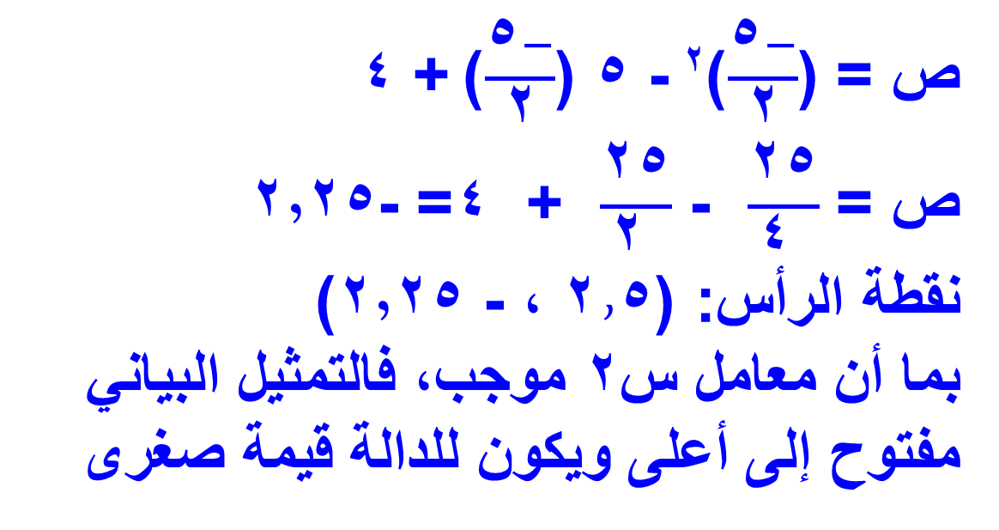 ص = (-٥/٢)٢ - ٥ (-٥/٢) + ٤
ص = ٢٥/٤ - ٢٥/٢ + ٤ = -٢,٢٥
نقطة الرأس: (٢,٥ ، - ٢,٢٥)
بما أن معامل س٢ موجب، فالتمثيل البياني
مفتوح إلى أعلى ويكون للدالة قيمة صغرى